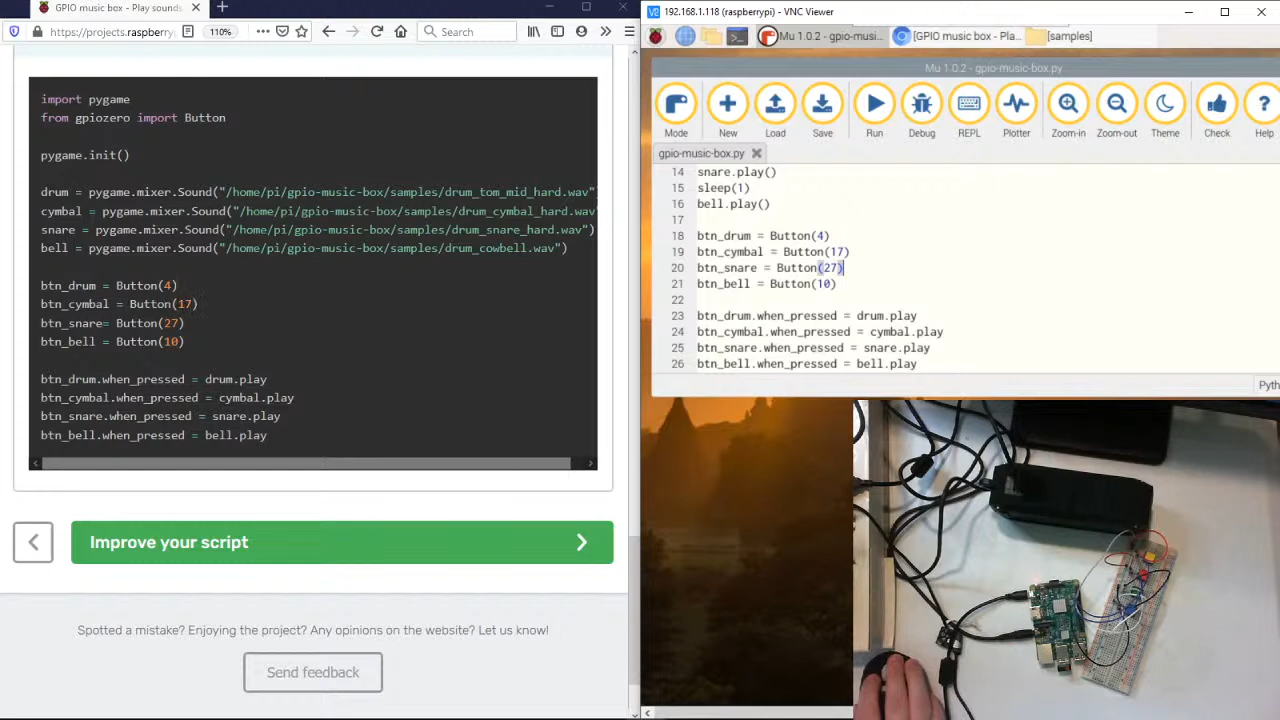 GPIO music box - Play sounds
https://projects.raspberry
110%
Search
import pygame
from gpiozero import Button
pygame.init()
drum = pygame.mixer.Sound("/home/pi/gpio-music-box/samples/drum_tom_mid_hard.wav"
cymbal = pygame.mixer.Sound("/home/pi/gpio-music-box/samples/drum_cymbal_hard.wav
snare = pygame.mixer.Sound("/home/pi/gpio-music-box/samples/drum_snare_hard.wav")
bell = pygame.mixer.Sound("/home/pi/gpio-music-box/samples/drum_cowbell.wav")
btn_drum = Button(4)
btn_cymbal = Button(17)
btn_snare= Button(27)
btn_bell = Button(10)
btn_drum.when_pressed = drum.play
btn_cymbal.when_pressed = cymbal.play
btn_snare.when_pressed = snare.play
btn_bell.when_pressed = bell.play
Improve your script
Spotted a mistake? Enjoying the project? Any opinions on the website? Let us know!
Send feedback
192.168.1.118 (raspberrypi) - VNC Viewer
Mu 1.0.2 - gpio-musi... [GPIO music box - Pla... [samples]
Mu 1.0.2 - gpio-music-box.py
Mode New Load Save Run Debug REPL Plotter Zoom-in Zoom-out Theme Check Help
gpio-music-box.py
14 snare.play()
15 sleep(1)
16 bell.play()
17
18 btn_drum = Button(4)
19 btn_cymbal = Button(17)
20 btn_snare = Button(27)
21 btn_bell = Button(10)
22
23 btn_drum.when_pressed = drum.play
24 btn_cymbal.when_pressed = cymbal.play
25 btn_snare.when_pressed = snare.play
26 btn_bell.when_pressed = bell.play
Pyth